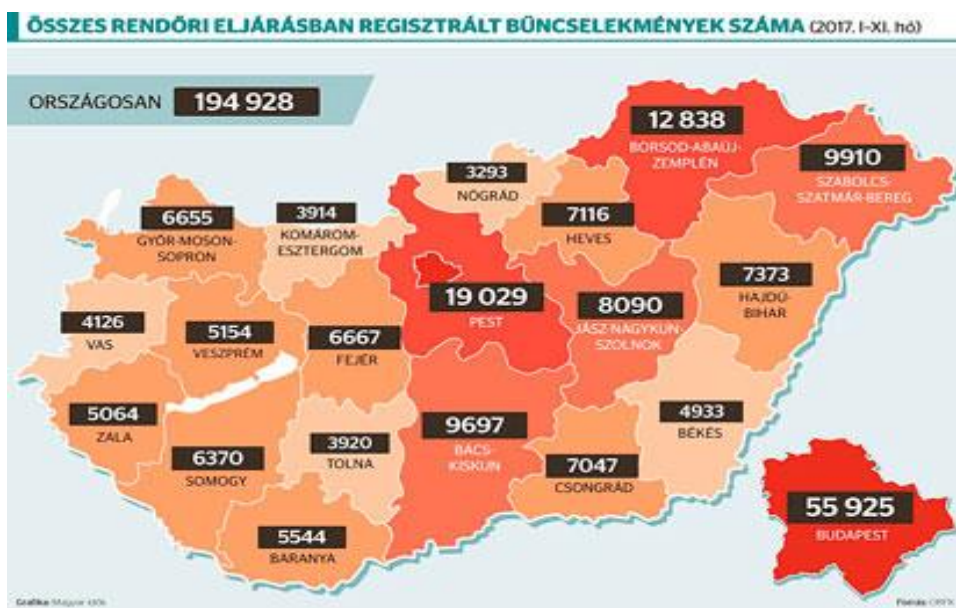 ÖSSZES RENDŐRI ELJÁRÁSBAN REGISZTRÁLT BŰNCSELEKMÉNYEK SZÁMA (2017. I-XI. hó)
ORSZÁGOSAN 194 928
12 838
BORSOD-ABAÚJ-
ZEMPLÉN
9910
SZABOLCS-
SZATMÁR-BEREG
3293
NÓGRÁD
6655
GYŐR-MOSON-
SOPRON
3914
KOMÁROM-
ESZTERGOM
7116
HEVES
7373
HAJDÚ-
BIHAR
19 029
PEST
8090
JÁSZ-NAGYKUN-
SZOLNOK
4126
VAS
5154
VESZPRÉM
6667
FEJÉR
5064
ZALA
6370
SOMOGY
3920
TOLNA
9697
BÁCS-
KISKUN
4933
BÉKÉS
7047
CSONGRÁD
5544
BARANYA
55 925
BUDAPEST
Grafika: Magyar Idők
Forrás: ORFK